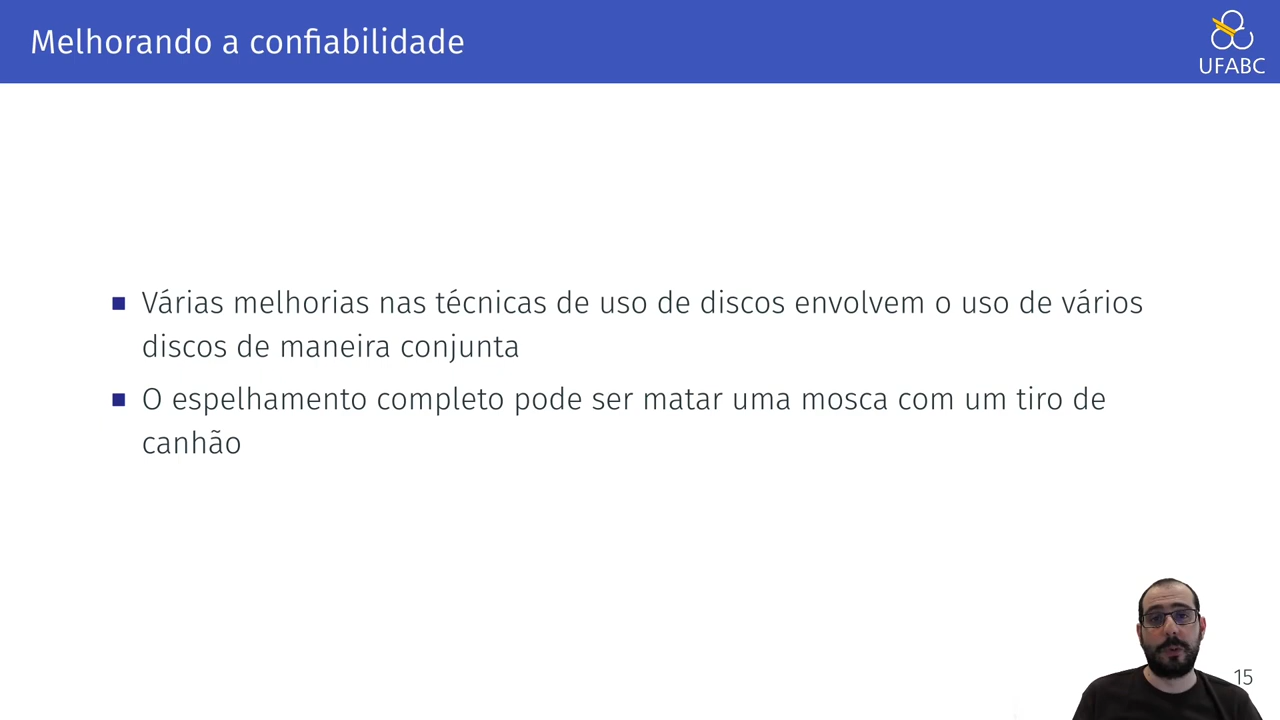 Melhorando a confiabilidade
UFABC
Várias melhorias nas técnicas de uso de discos envolvem o uso de vários
discos de maneira conjunta
O espelhamento completo pode ser matar uma mosca com um tiro de
canhão
15